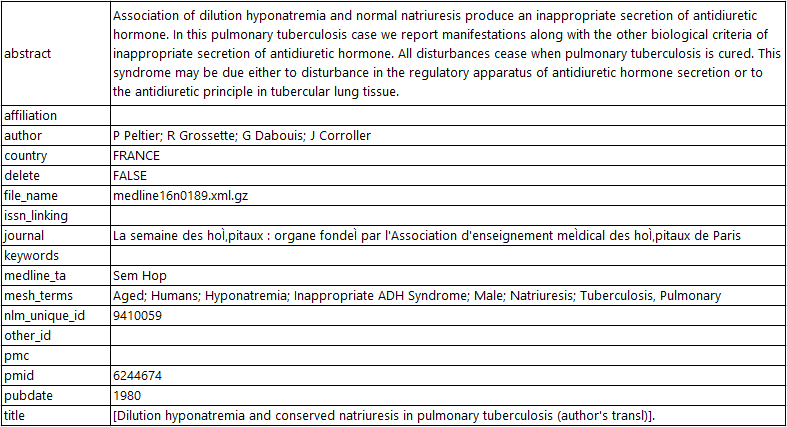 abstract
Association of dilution hyponatremia and normal natriuresis produce an inappropriate secretion of antidiuretic
hormone. In this pulmonary tuberculosis case we report manifestations along with the other biological criteria of
inappropriate secretion of antidiuretic hormone. All disturbances cease when pulmonary tuberculosis is cured. This
syndrome may be due either to disturbance in the regulatory apparatus of antidiuretic hormone secretion or to
the antidiuretic principle in tubercular lung tissue.
affiliation
author P Peltier; R Grossette; G Dabouis; J Corroller
country FRANCE
delete FALSE
file_name medline16n0189.xml.gz
issn_linking
journal La semaine des hoÌ‚pitaux : organe fondeÌ par l'Association d'enseignement meÌdical des hoÌ‚pitaux de Paris
keywords
medline_ta Sem Hop
mesh_terms Aged; Humans; Hyponatremia; Inappropriate ADH Syndrome; Male; Natriuresis; Tuberculosis, Pulmonary
nlm_unique_id 9410059
other_id
pmc
pmid 6244674
pubdate 1980
title [Dilution hyponatremia and conserved natriuresis in pulmonary tuberculosis (author's transl)].